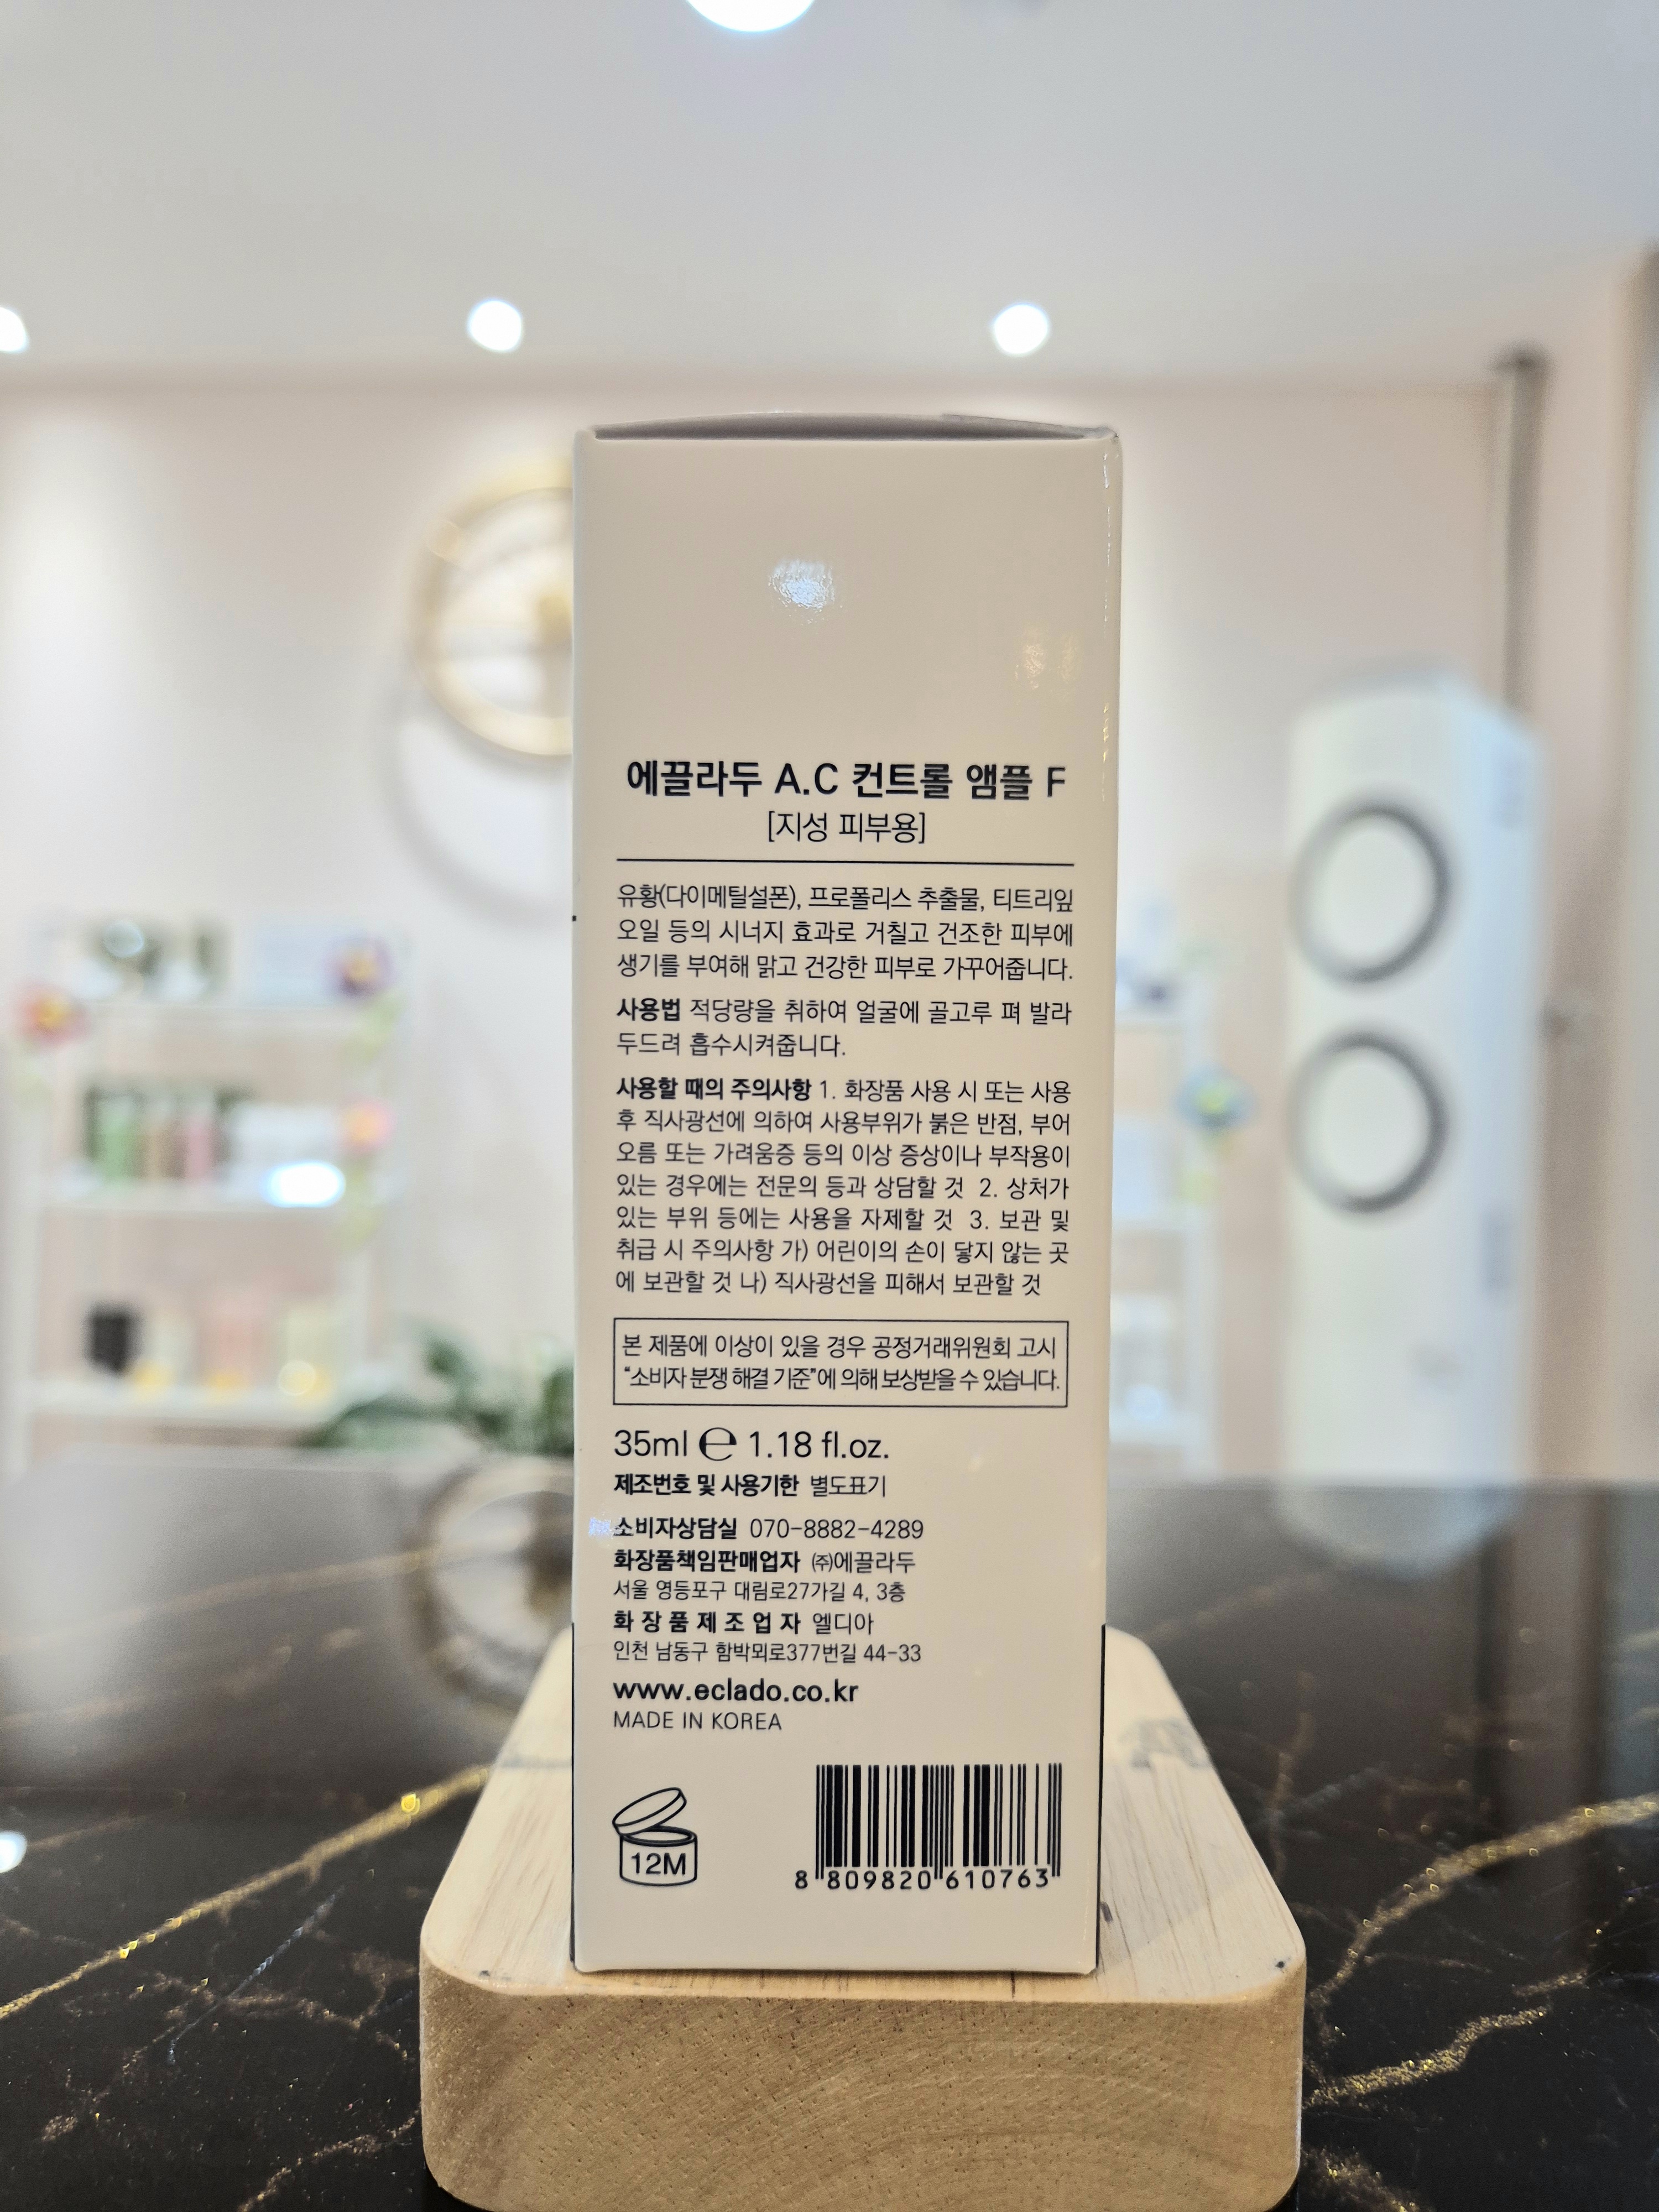 에끌라두 A.C 컨트롤 앰플 F
[지성 피부용]
유황(다이메틸설폰), 프로폴리스 추출물, 티트리잎
오일 등의 시너지 효과로 거칠고 건조한 피부에
생기를 부여해 맑고 건강한 피부로 가꾸어줍니다.
사용법 적당량을 취하여 얼굴에 골고루 펴 발라
두드려 흡수시켜줍니다.
사용할 때의 주의사항 1. 화장품 사용 시 또는 사용
후 직사광선에 의하여 사용부위가 붉은 반점, 부어
오름 또는 가려움증 등의 이상 증상이나 부작용이
있는 경우에는 전문의 등과 상담할 것 2. 상처가
있는 부위 등에는 사용을 자제할 것 3. 보관 및
취급 시 주의사항 가) 어린이의 손이 닿지 않는 곳
에 보관할 것 나) 직사광선을 피해서 보관할 것
본 제품에 이상이 있을 경우 공정거래위원회 고시
“소비자 분쟁 해결 기준”에 의해 보상받을 수 있습니다.
35ml ℮ 1.18 fl.oz.
제조번호 및 사용기한 별도표기
소비자상담실 070-8882-4289
화장품책임판매업자 ㈜에끌라두
서울 영등포구 대림로27가길 4, 3층
화장품제조업자 엘디아
인천 남동구 함박뫼로377번길 44-33
www.eclado.co.kr
MADE IN KOREA
12M
8 809820 610763